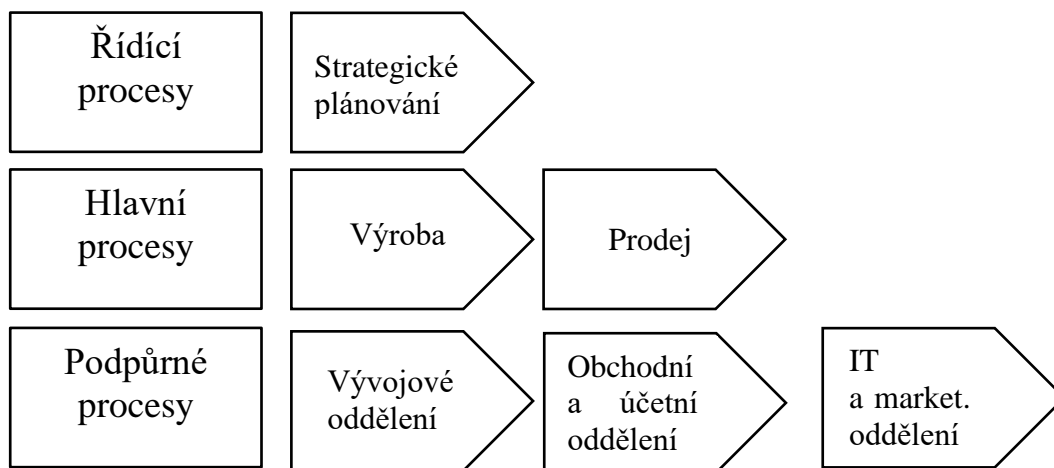 Řídící
procesy
Strategické
plánování
Hlavní
procesy
Výroba
Prodej
Podpůrné
procesy
Vývojové
oddělení
Obchodní
a účetní
oddělení
IT
a market.
oddělení